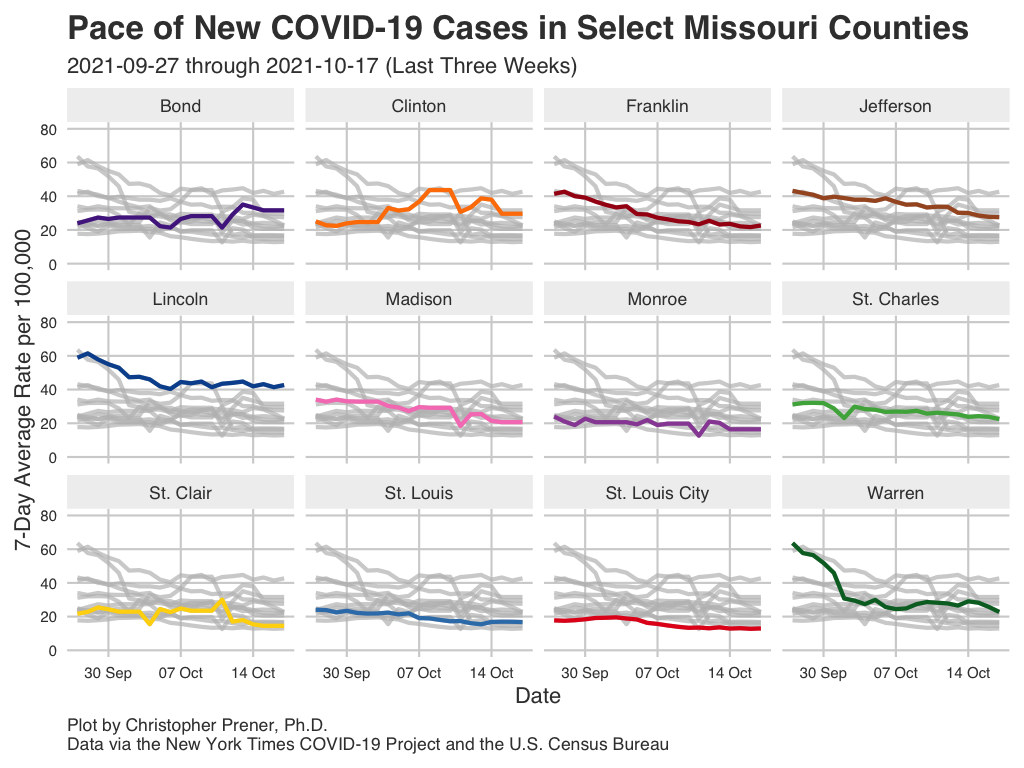 Pace of New COVID-19 Cases in Select Missouri Counties
2021-09-27 through 2021-10-17 (Last Three Weeks)
Bond
Clinton
Franklin
Jefferson
80
60
40
20
0
Lincoln
Madison
Monroe
St. Charles
80
60
40
20
0
St. Clair
St. Louis
St. Louis City
Warren
80
60
40
20
0
7-Day Average Rate per 100,000
30 Sep
07 Oct
14 Oct
30 Sep
07 Oct
14 Oct
30 Sep
07 Oct
14 Oct
30 Sep
07 Oct
14 Oct
Date
Plot by Christopher Prener, Ph.D.
Data via the New York Times COVID-19 Project and the U.S. Census Bureau